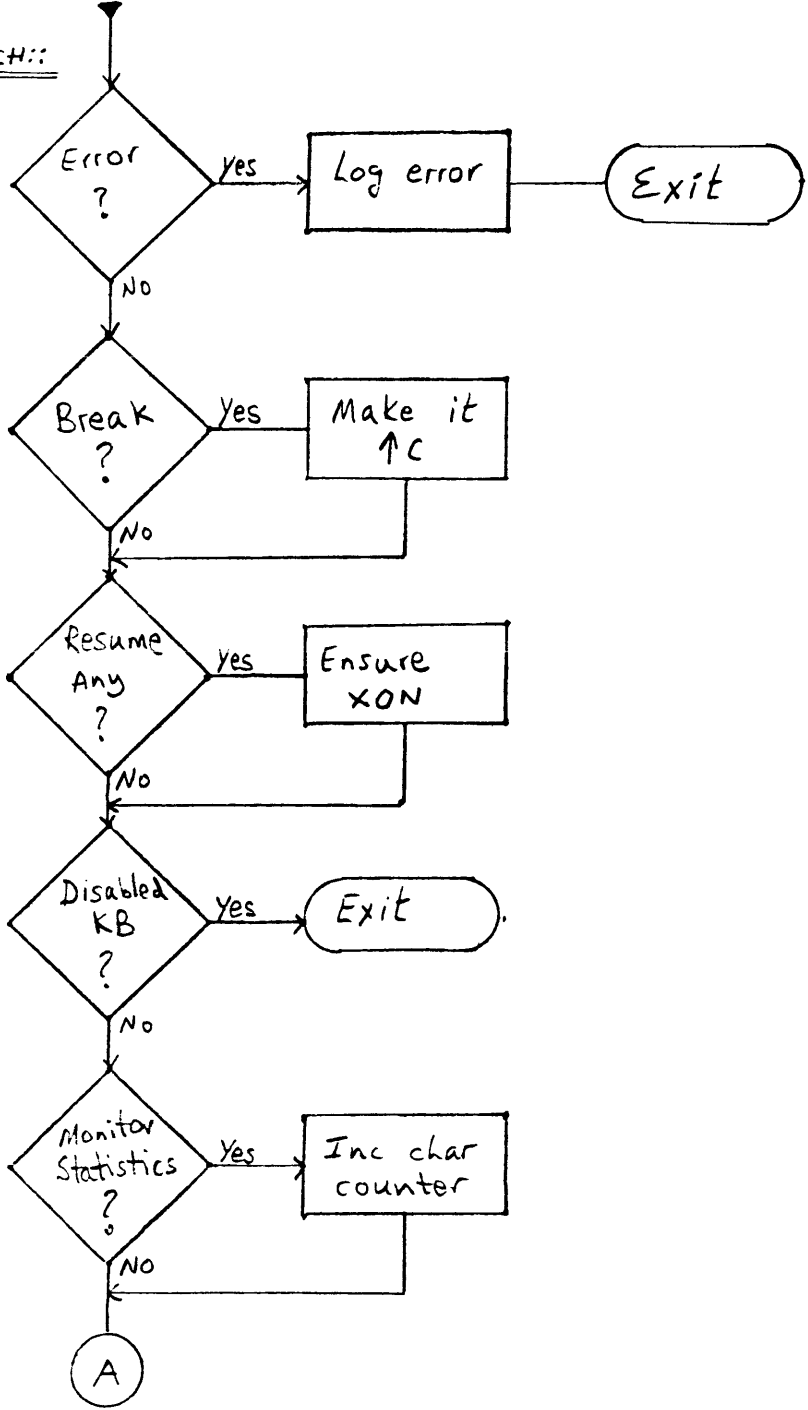 CH::
Error
?
Yes
Log error
Exit
No
Break
?
Yes
Make it
↑C
No
Resume
Any
?
Yes
Ensure
XON
No
Disabled
KB
?
Yes
Exit
No
Monitor
Statistics
?
Yes
Inc char
counter
No
A